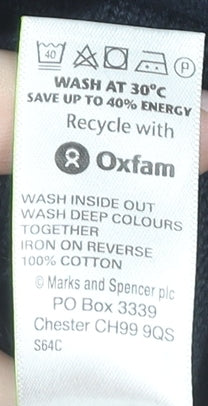 40 P
WASH AT 30°C
SAVE UP TO 40% ENERGY
Recycle with
Oxfam
WASH INSIDE OUT
WASH DEEP COLOURS
TOGETHER
IRON ON REVERSE
100% COTTON
© Marks and Spencer plc
PO Box 3339
Chester CH99 9QS
S64C